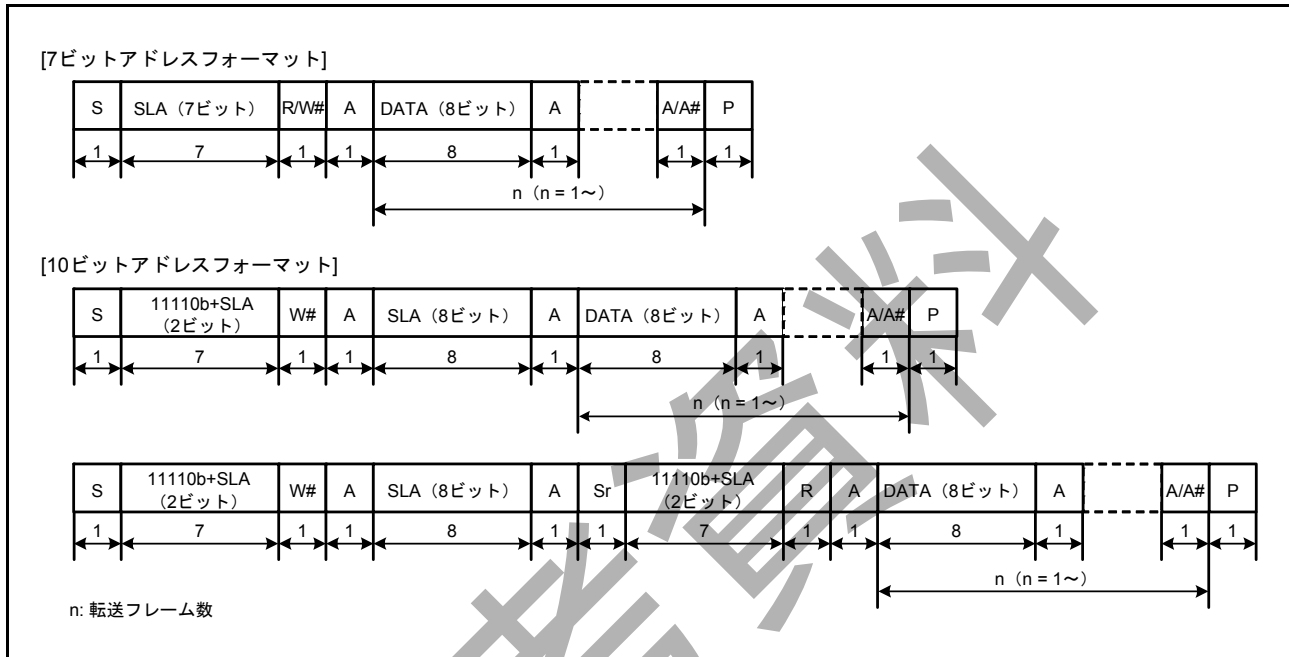 [7ビットアドレスフォーマット]
S SLA（7ビット） R/W# A DATA（8ビット） A A/A# P
1 7 1 1 8 1 1 1
n（n = 1～）
[10ビットアドレスフォーマット]
S 11110b+SLA（2ビット） W# A SLA（8ビット） A DATA（8ビット） A A/A# P
1 7 1 1 8 1 8 1 1 1
n（n = 1～）
S 11110b+SLA（2ビット） W# A SLA（8ビット） A Sr 11110b+SLA（2ビット） R A DATA（8ビット） A A/A# P
1 7 1 1 8 1 1 7 1 1 8 1 1 1
n（n = 1～）
n: 転送フレーム数
考資料